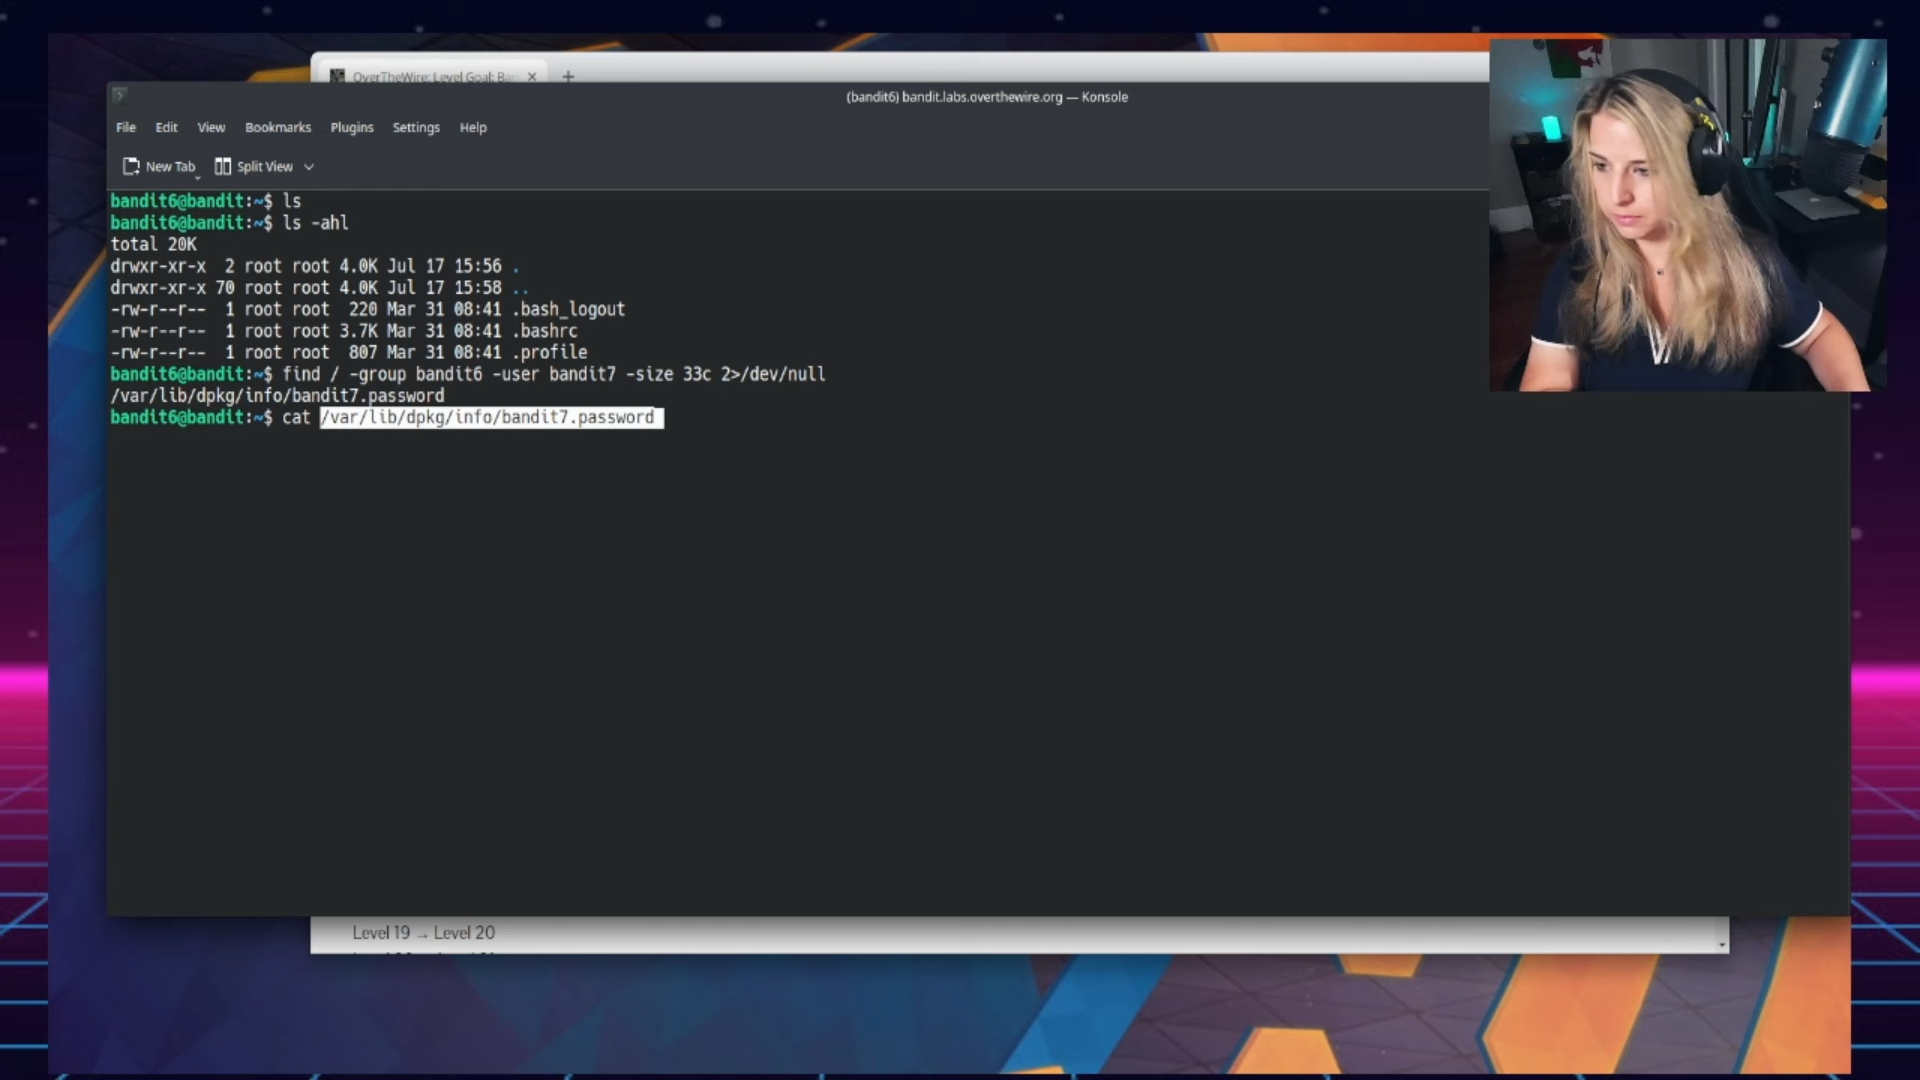 OverTheWire: Level Goal: Ba
(bandit6) bandit.labs.overthewire.org — Konsole
File Edit View Bookmarks Plugins Settings Help
New Tab Split View
bandit6@bandit:~$ ls
bandit6@bandit:~$ ls -ahl
total 20K
drwxr-xr-x  2 root root 4.0K Jul 17 15:56 .
drwxr-xr-x 70 root root 4.0K Jul 17 15:58 ..
-rw-r--r--  1 root root  220 Mar 31 08:41 .bash_logout
-rw-r--r--  1 root root 3.7K Mar 31 08:41 .bashrc
-rw-r--r--  1 root root  807 Mar 31 08:41 .profile
bandit6@bandit:~$ find / -group bandit6 -user bandit7 -size 33c 2>/dev/null
/var/lib/dpkg/info/bandit7.password
bandit6@bandit:~$ cat /var/lib/dpkg/info/bandit7.password
Level 19 → Level 20